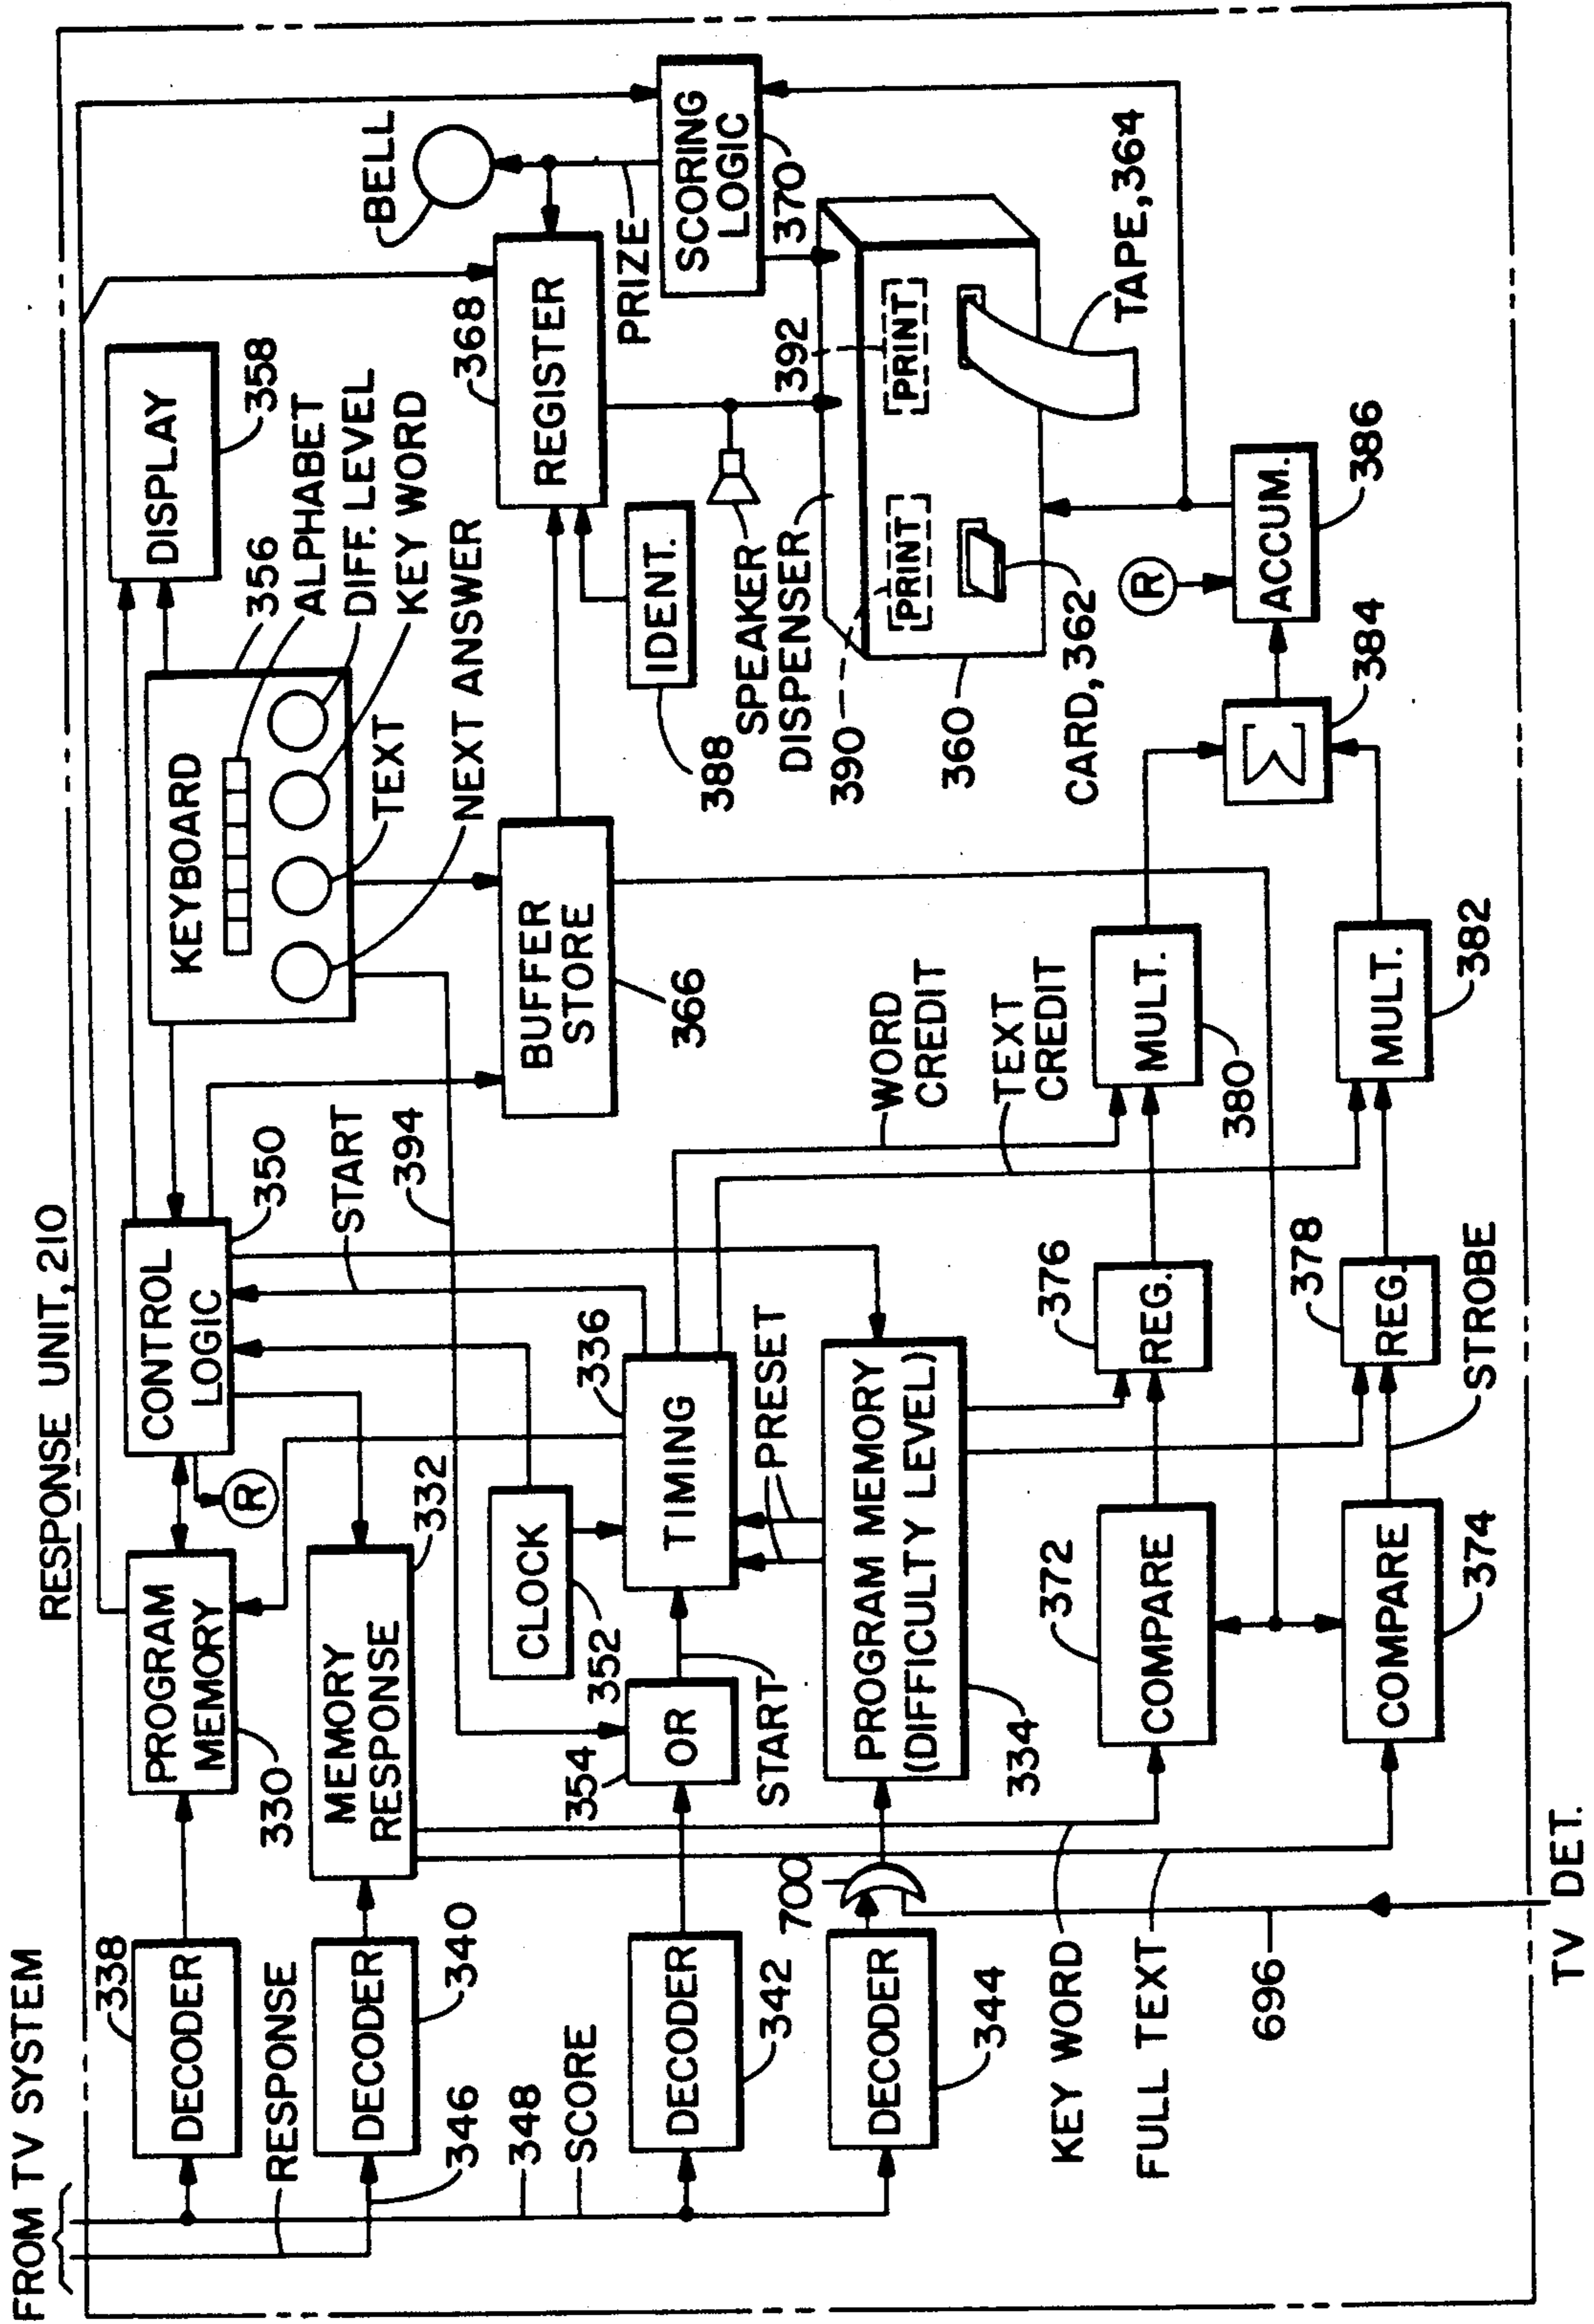 RESPONSE UNIT, 210
FROM TV SYSTEM
338
DECODER
RESPONSE
DECODER
340
346
348
SCORE
DECODER
342
DECODER
344
700
KEY WORD
FULL TEXT
696
TV DET.
PROGRAM
MEMORY
330
MEMORY
RESPONSE
332
R
CONTROL
LOGIC
350
START
394
CLOCK
352
354
OR
START
TIMING
336
PRESET
PROGRAM MEMORY
(DIFFICULTY LEVEL)
334
372
COMPARE
COMPARE
374
376
REG.
378
REG.
STROBE
WORD
CREDIT
TEXT
CREDIT
MULT.
380
MULT.
382
KEYBOARD
356
ALPHABET
DIFF. LEVEL
KEY WORD
TEXT
NEXT ANSWER
DISPLAY
358
BUFFER
STORE
366
368
REGISTER
IDENT.
388
BELL
PRIZE
SCORING
LOGIC
370
SPEAKER
DISPENSER
390
392
PRINT
PRINT
360
CARD, 362
TAPE, 364
R
Σ
384
ACCUM.
386